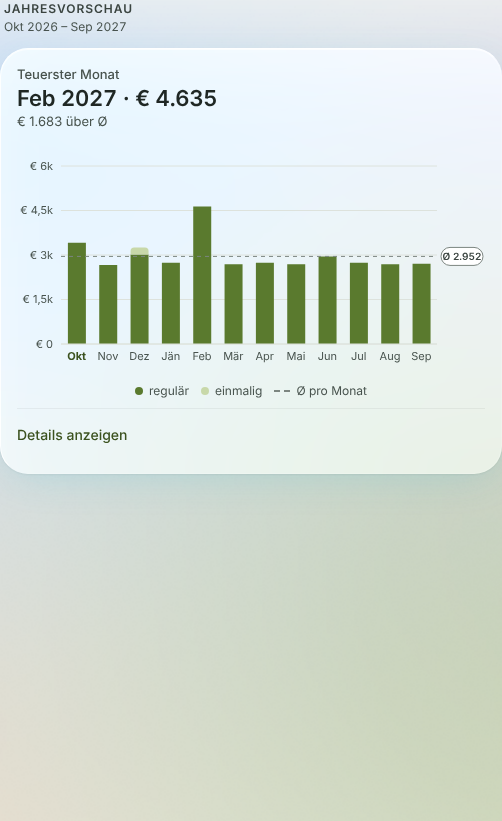 JAHRESVORSCHAU
Okt 2026 – Sep 2027
Teuerster Monat
Feb 2027 · € 4.635
€ 1.683 über Ø
€ 6k
€ 4,5k
€ 3k
Ø 2.952
€ 1,5k
€ 0
Okt Nov Dez Jän Feb Mär Apr Mai Jun Jul Aug Sep
regulär einmalig Ø pro Monat
Details anzeigen